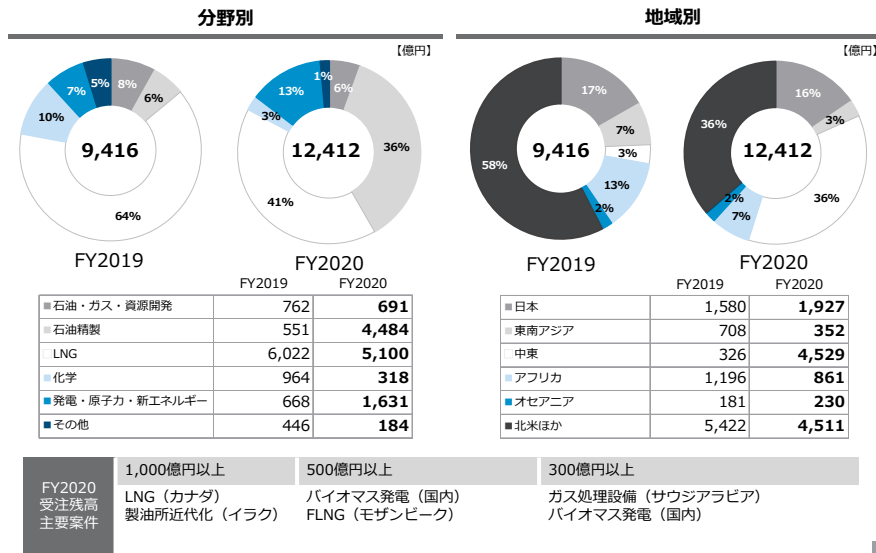 分野別
地域別
【億円】
【億円】
8%
6%
64%
10%
7%
5%
9,416
6%
36%
41%
3%
13%
1%
12,412
17%
7%
3%
13%
2%
58%
9,416
16%
3%
36%
7%
2%
36%
12,412
FY2019
FY2020
FY2019
FY2020
FY2019 FY2020
石油・ガス・資源開発 762 691
石油精製 551 4,484
LNG 6,022 5,100
化学 964 318
発電・原子力・新エネルギー 668 1,631
その他 446 184
FY2019 FY2020
日本 1,580 1,927
東南アジア 708 352
中東 326 4,529
アフリカ 1,196 861
オセアニア 181 230
北米ほか 5,422 4,511
FY2020
受注残高
主要案件
1,000億円以上
LNG（カナダ）
製油所近代化（イラク）
500億円以上
バイオマス発電（国内）
FLNG（モザンビーク）
300億円以上
ガス処理設備（サウジアラビア）
バイオマス発電（国内）